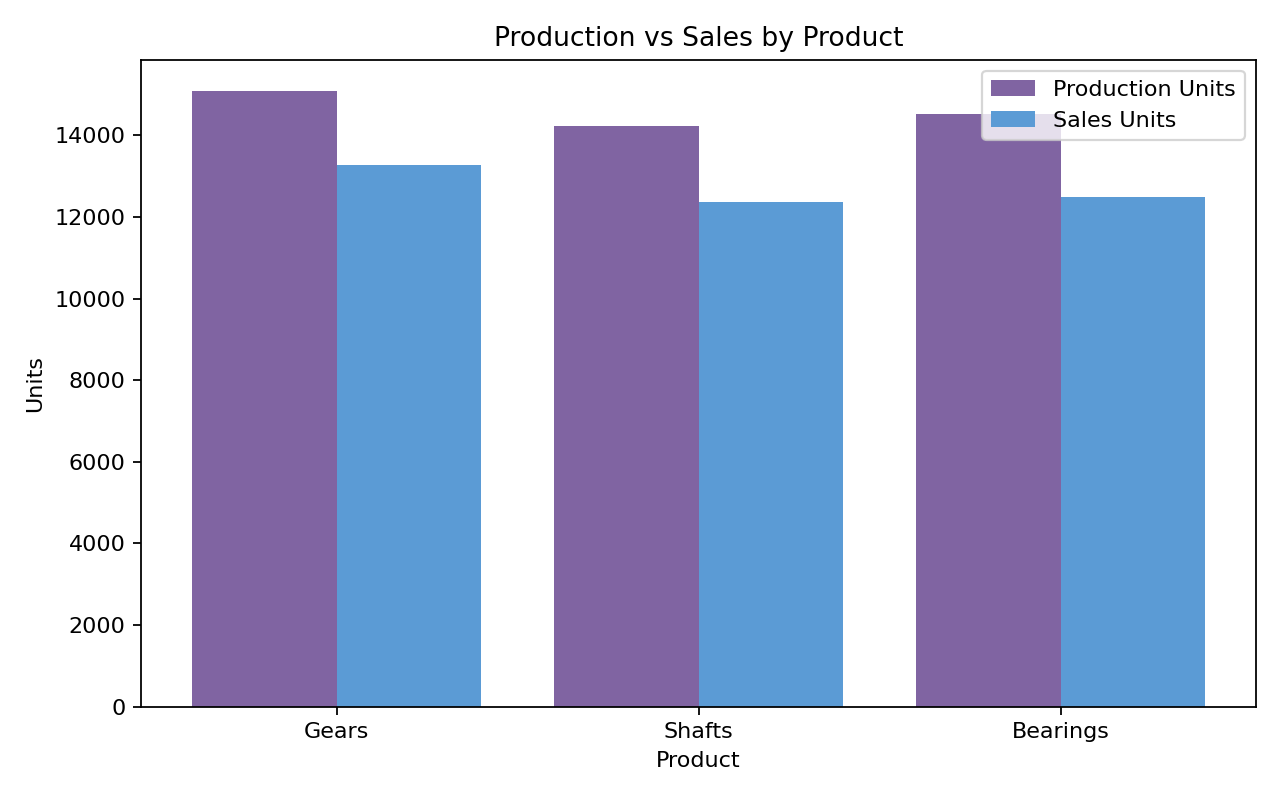 Production vs Sales by Product
Production Units
Sales Units
14000
12000
10000
8000
6000
4000
2000
0
Units
Gears
Shafts
Bearings
Product